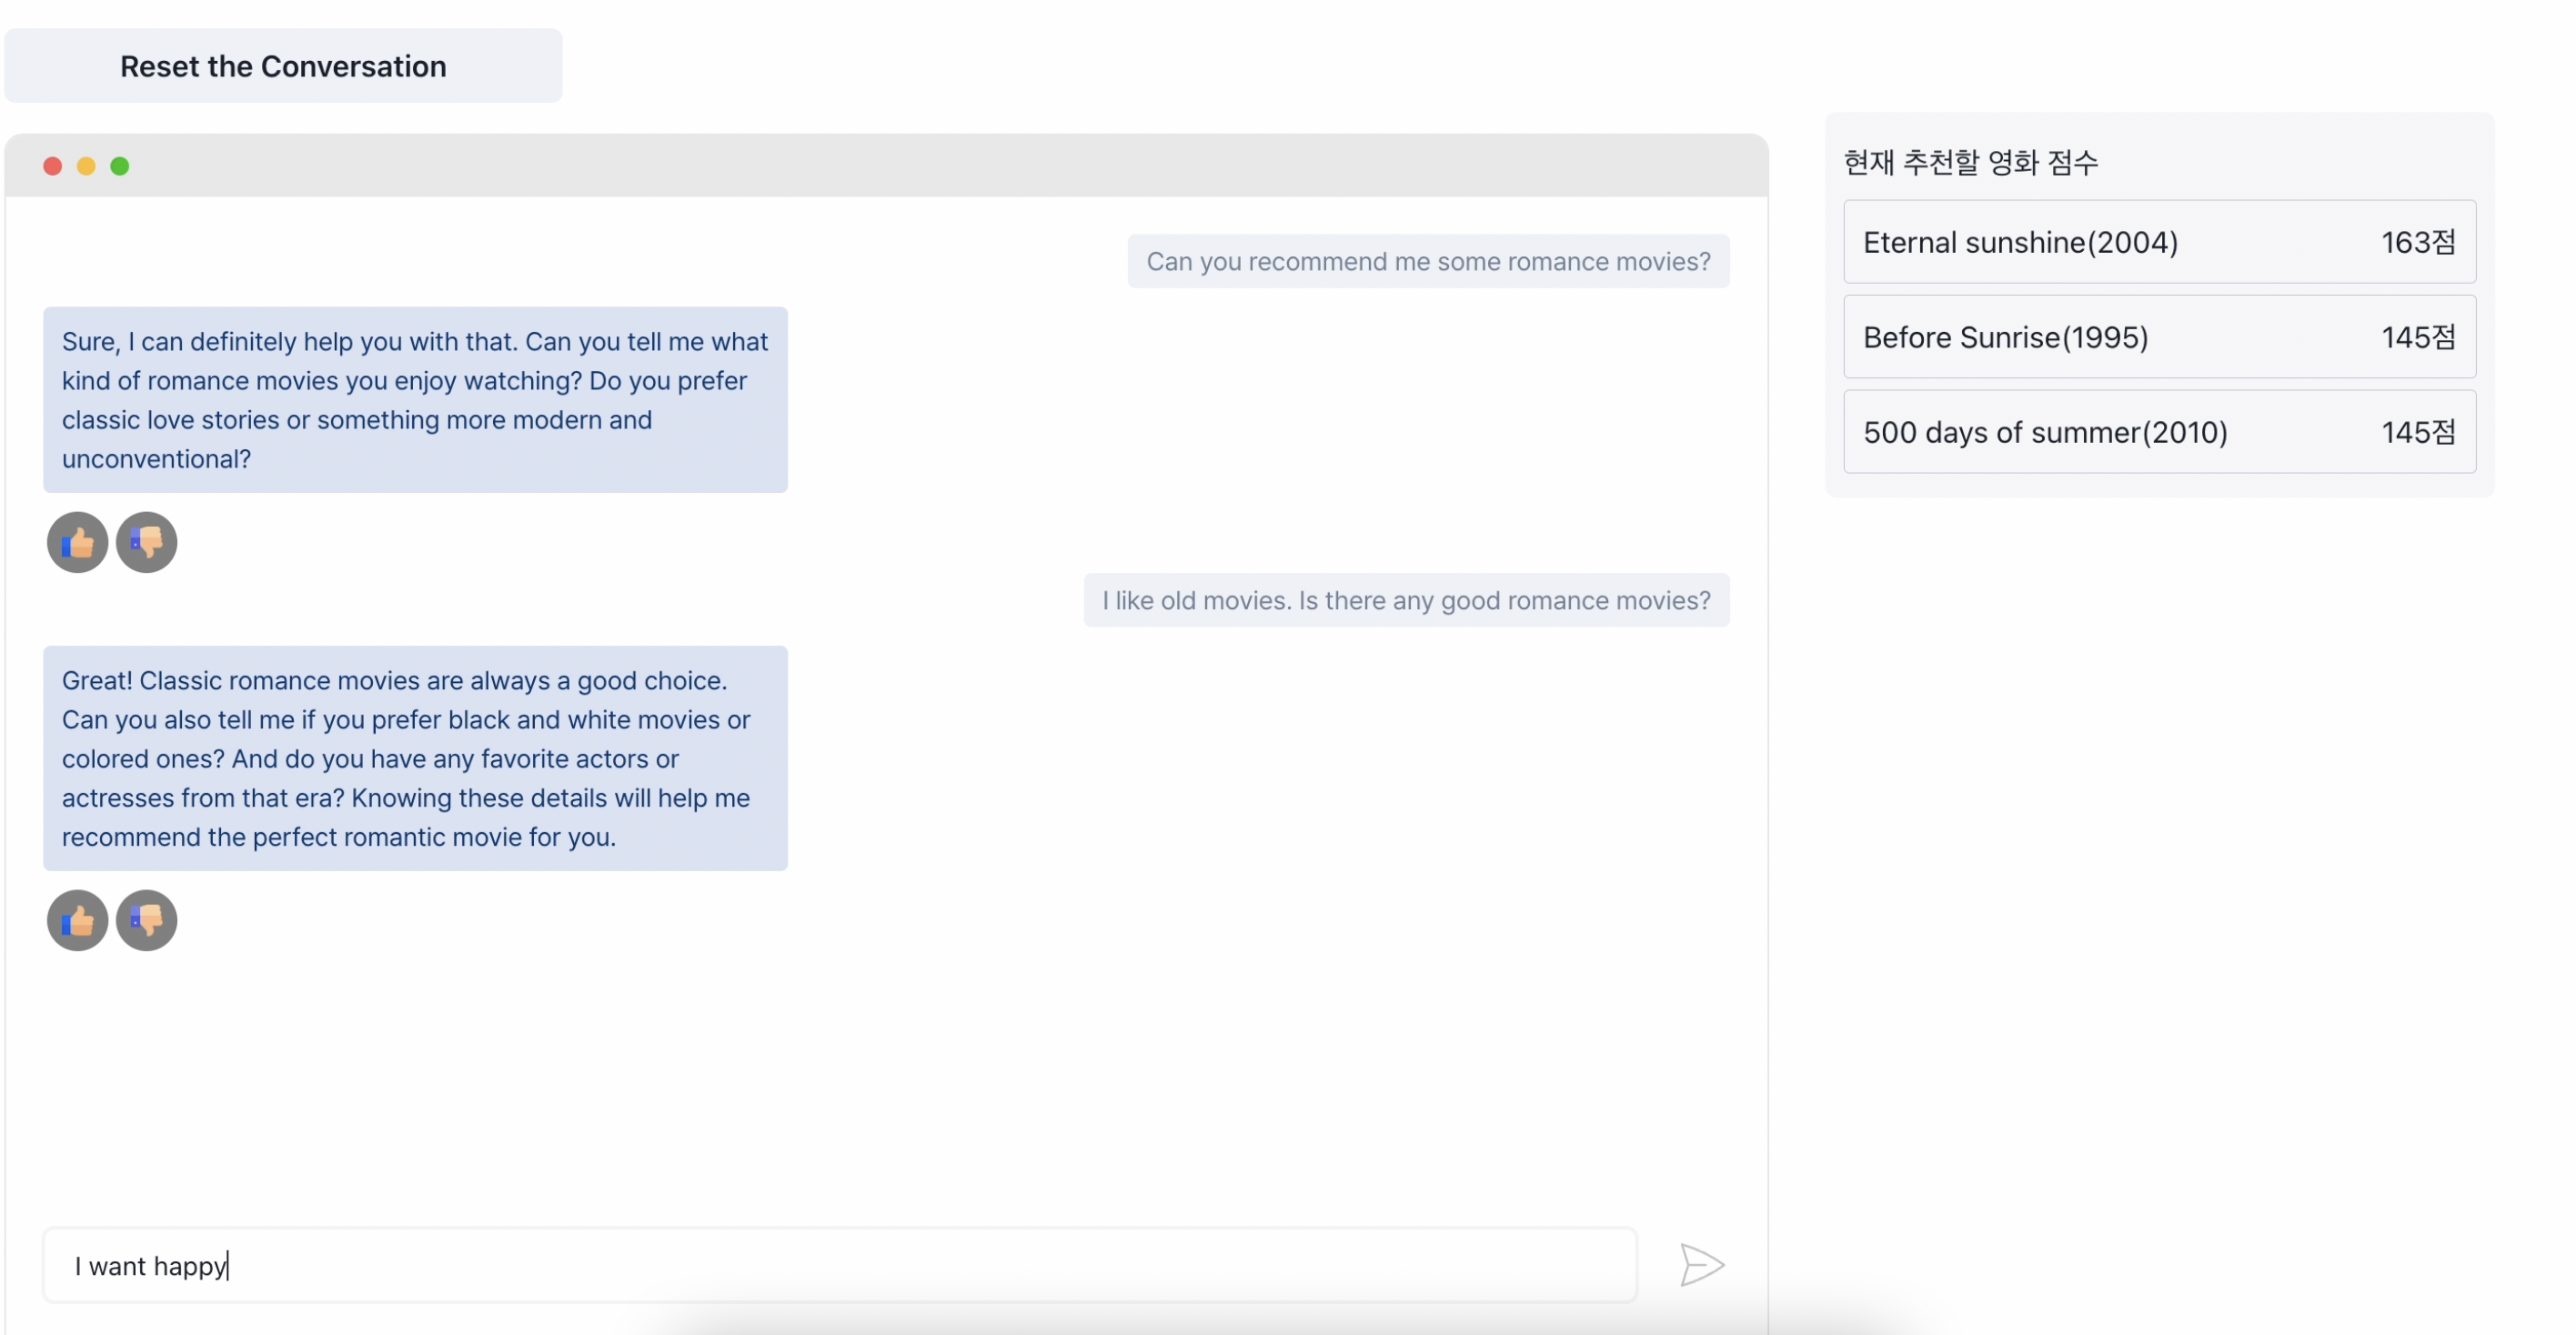 Reset the Conversation
Can you recommend me some romance movies?
Sure, I can definitely help you with that. Can you tell me what
kind of romance movies you enjoy watching? Do you prefer
classic love stories or something more modern and
unconventional?
I like old movies. Is there any good romance movies?
Great! Classic romance movies are always a good choice.
Can you also tell me if you prefer black and white movies or
colored ones? And do you have any favorite actors or
actresses from that era? Knowing these details will help me
recommend the perfect romantic movie for you.
I want happy
현재 추천할 영화 점수
Eternal sunshine(2004) 163점
Before Sunrise(1995) 145점
500 days of summer(2010) 145점